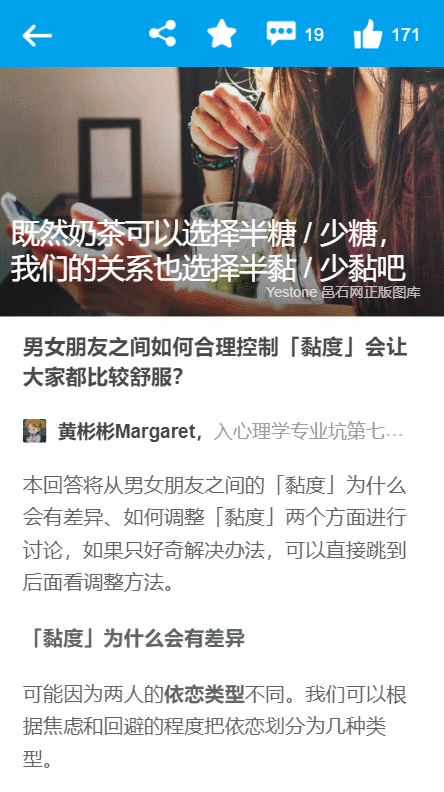 19
171
既然奶茶可以选择半糖 / 少糖，
我们的关系也选择半黏 / 少黏吧
Yestone 邑石网正版图库
男女朋友之间如何合理控制「黏度」会让
大家都比较舒服？
黄彬彬Margaret，入心理学专业坑第七…
本回答将从男女朋友之间的「黏度」为什么
会有差异、如何调整「黏度」两个方面进行
讨论，如果只好奇解决办法，可以直接跳到
后面看调整方法。
「黏度」为什么会有差异
可能因为两人的依恋类型不同。我们可以根
据焦虑和回避的程度把依恋划分为几种类
型。